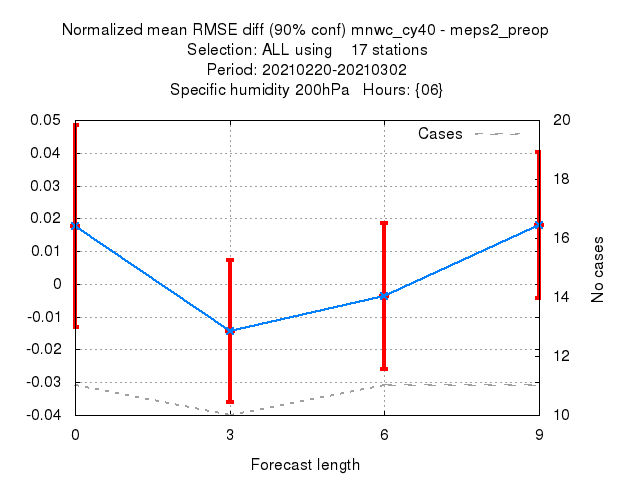 Normalized mean RMSE diff (90% conf) mnwc_cy40 - meps2_preop
Selection: ALL using    17 stations
Period: 20210220-20210302
Specific humidity 200hPa   Hours: {06}
0.05
0.04
0.03
0.02
0.01
0
-0.01
-0.02
-0.03
-0.04
Cases
20
18
16
14
12
10
No cases
0
3
6
9
Forecast length